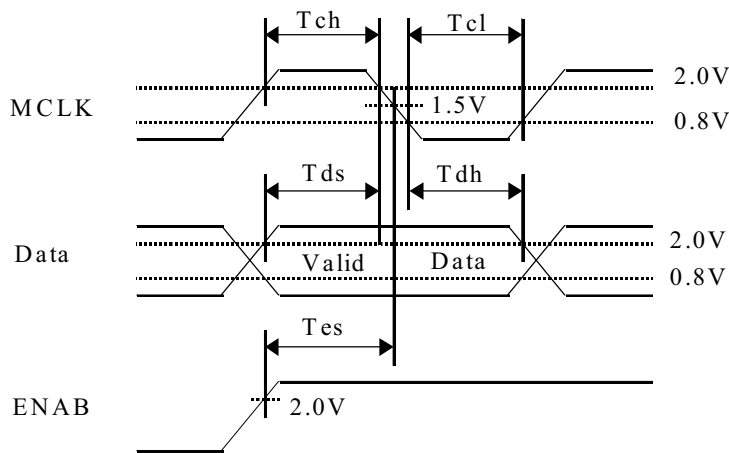 Tch Tcl
2.0V
MCLK 1.5V
0.8V
Tds Tdh
Data 2.0V
Valid Data
0.8V
Tes
ENAB 2.0V